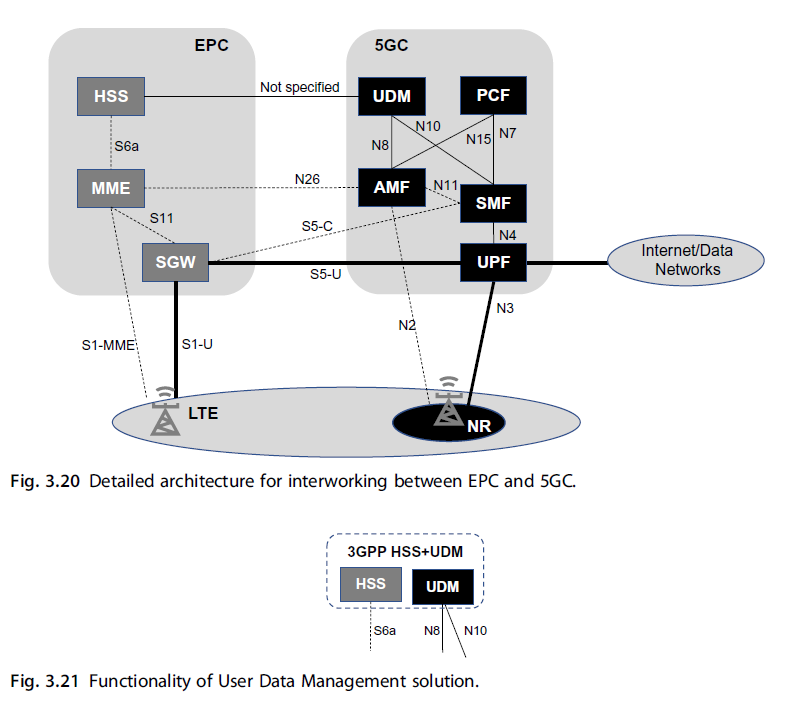 EPC
5GC
HSS
Not specified
UDM
PCF
N10
N15
N7
S6a
N8
MME
N26
AMF
N11
SMF
S11
S5-C
N4
SGW
S5-U
UPF
Internet/Data
Networks
N3
N2
S1-MME
S1-U
LTE
NR
Fig. 3.20 Detailed architecture for interworking between EPC and 5GC.
3GPP HSS+UDM
HSS
UDM
S6a
N8
N10
Fig. 3.21 Functionality of User Data Management solution.